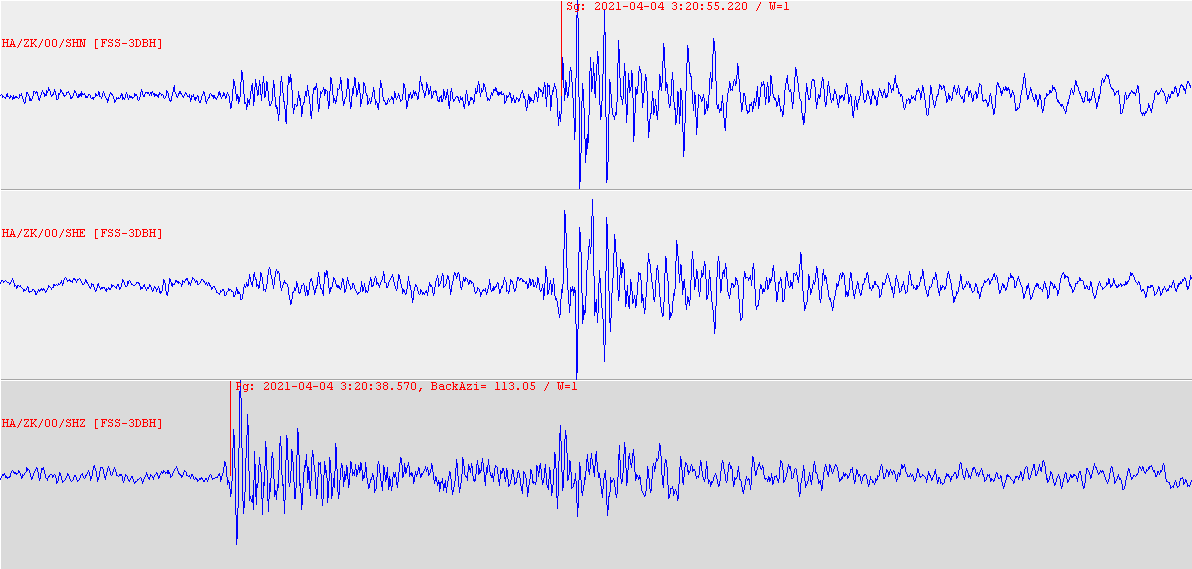 Sg: 2021-04-04 3:20:55.220 / W=1
HA/ZK/00/SHN [FSS-3DBH]
HA/ZK/00/SHE [FSS-3DBH]
Pg: 2021-04-04 3:20:38.570, BackAzi= 113.05 / W=1
HA/ZK/00/SHZ [FSS-3DBH]